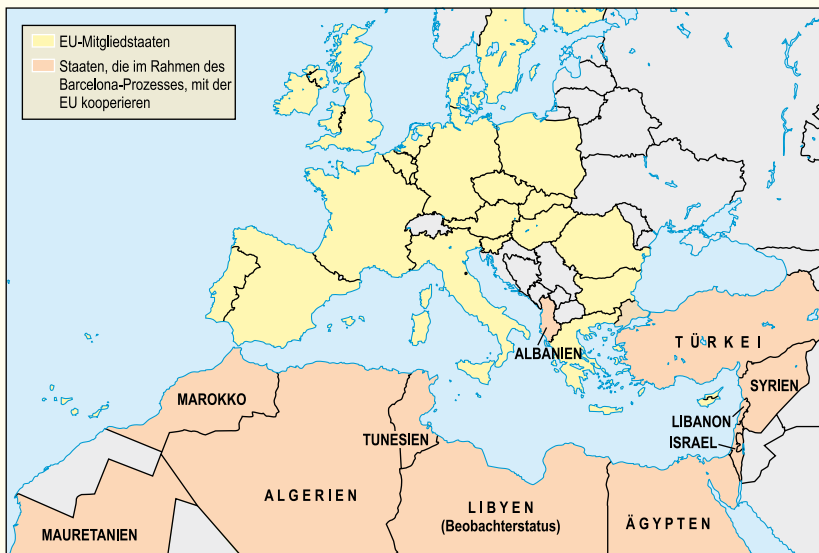 EU-Mitgliedstaaten
Staaten, die im Rahmen des
Barcelona-Prozesses, mit der
EU kooperieren
ALBANIEN
TÜRKEI
SYRIEN
LIBANON
ISRAEL
MAROKKO
TUNESIEN
ALGERIEN
LIBYEN
(Beobachterstatus)
ÄGYPTEN
MAURETANIEN